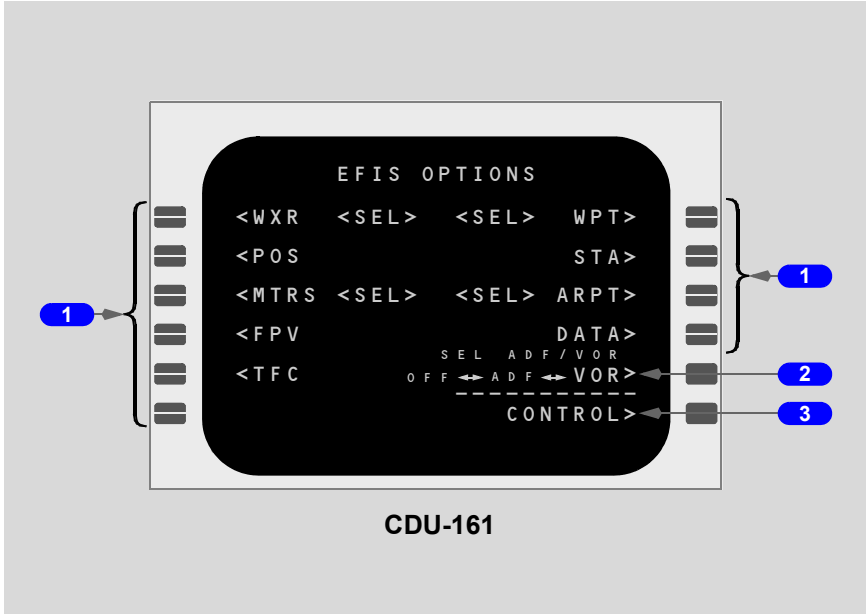 EFIS OPTIONS
<WXR <SEL> <SEL> WPT>
<POS STA>
1
<MTRS <SEL> <SEL> ARPT>
1
<FPV DATA>
SEL ADF/VOR
<TFC OFF↔ADF↔VOR>
2
CONTROL>
3
CDU-161